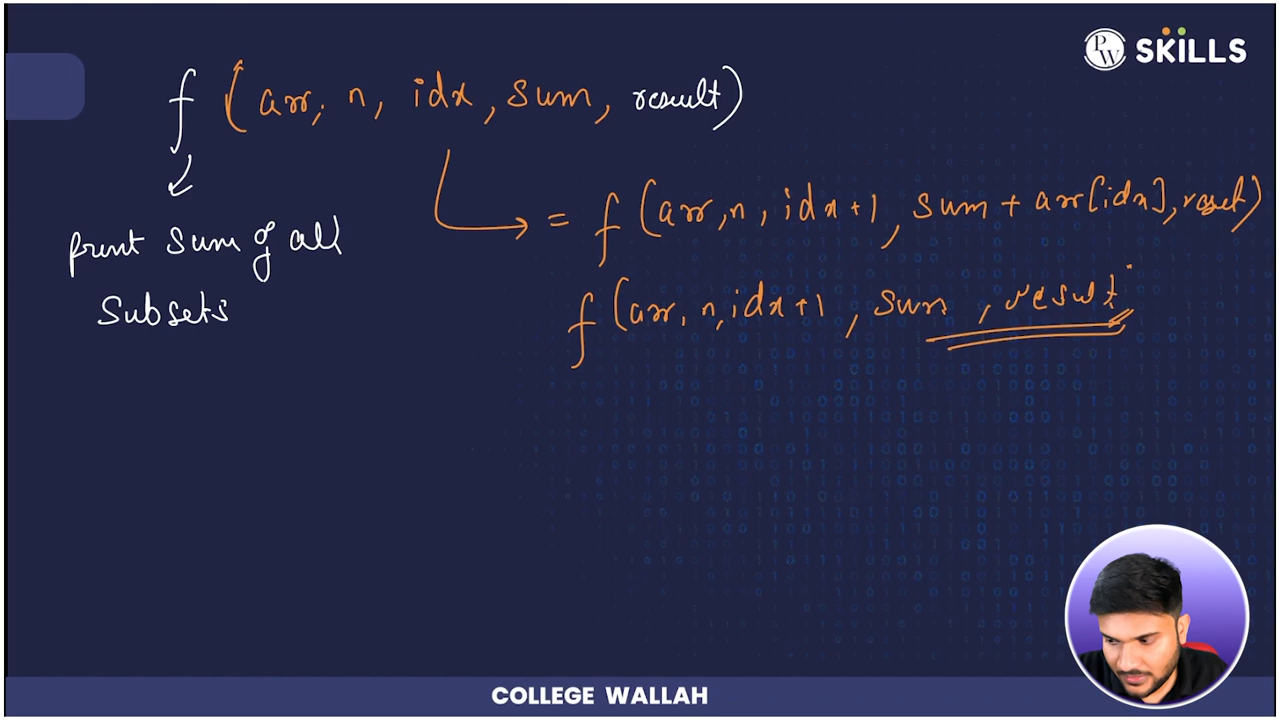 PW SKILLS
f (arr, n, idx, sum, result)
= f (arr, n, idx+1, sum + arr[idx], result)
print sum of all
f (arr, n, idx+1, sum, result
Subsets
COLLEGE WALLAH